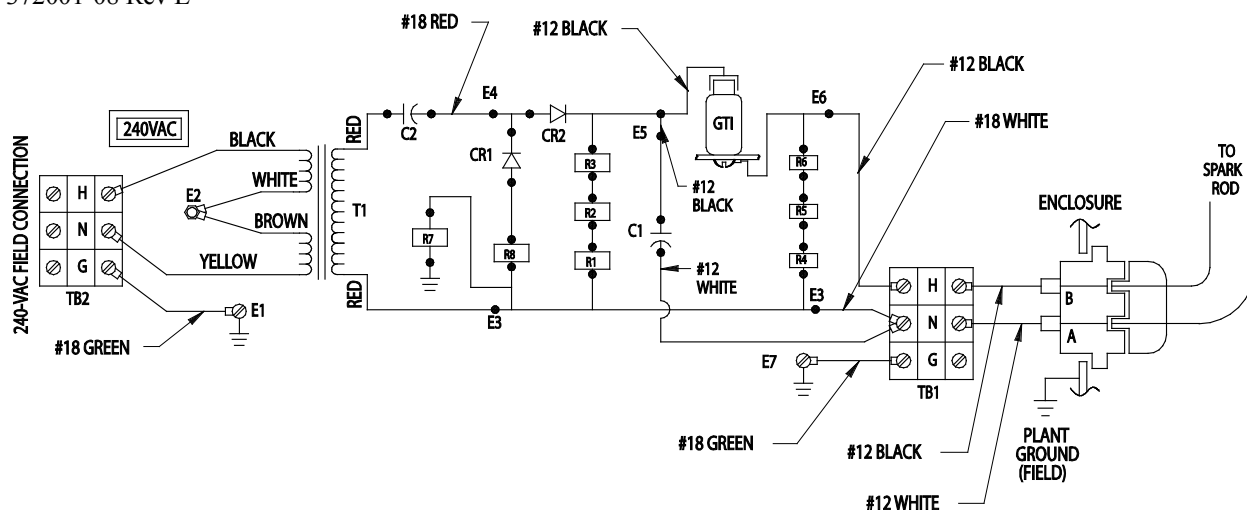 372001-08 Rev E
#18 RED
#12 BLACK
#12 BLACK
#18 WHITE
240VAC
BLACK
RED
C2
E4
CR2
E5
GTI
E6
TO
SPARK
ROD
240-VAC FIELD CONNECTION
H
N
G
TB2
E2
WHITE
BROWN
YELLOW
T1
CR1
R3
R2
R1
R7
R8
#12
BLACK
C1
#12
WHITE
R6
R5
R4
ENCLOSURE
B
A
E1
#18 GREEN
RED
E3
E3
H
N
G
TB1
E7
#18 GREEN
#12 BLACK
#12 WHITE
PLANT
GROUND
(FIELD)